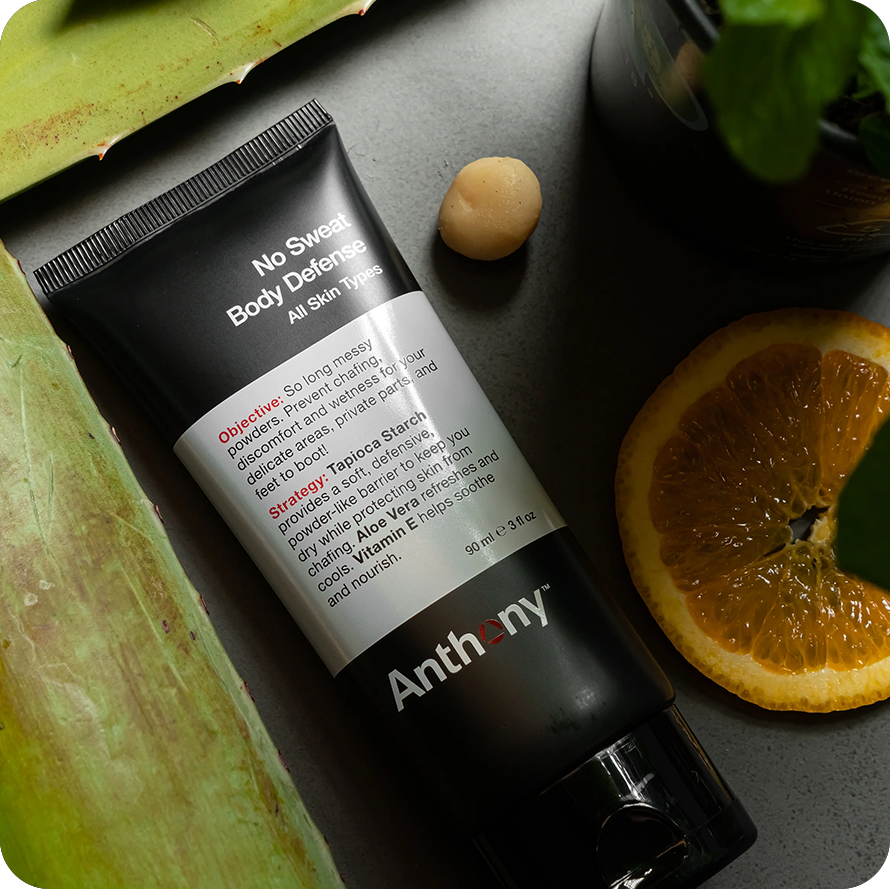 No Sweat
Body Defense
All Skin Types
Objective: So long messy
powders. Prevent chafing,
discomfort and wetness for your
delicate areas, private parts, and
feet to boot!
Strategy: Tapioca Starch
provides a soft, defensive,
powder-like barrier to keep you
dry while protecting skin from
chafing. Aloe Vera refreshes and
cools. Vitamin E helps soothe
and nourish.
90 ml ℮ 3 fl oz
Anthony™